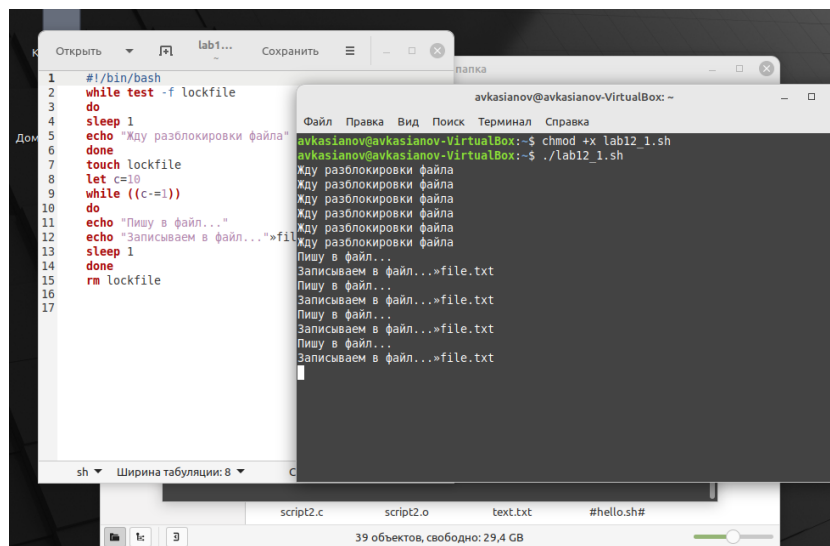 Открыть
lab1...
~
Сохранить
папка
1 #!/bin/bash
2 while test -f lockfile
3 do
4 sleep 1
5 echo "Жду разблокировки файла"
6 done
7 touch lockfile
8 let c=10
9 while ((c-=1))
10 do
11 echo "Пишу в файл..."
12 echo "Записываем в файл..."»fil
13 sleep 1
14 done
15 rm lockfile
16
17
sh Ширина табуляции: 8 С
avkasianov@avkasianov-VirtualBox: ~
Файл Правка Вид Поиск Терминал Справка
avkasianov@avkasianov-VirtualBox:~$ chmod +x lab12_1.sh
avkasianov@avkasianov-VirtualBox:~$ ./lab12_1.sh
Жду разблокировки файла
Жду разблокировки файла
Жду разблокировки файла
Жду разблокировки файла
Жду разблокировки файла
Жду разблокировки файла
Пишу в файл...
Записываем в файл...»file.txt
Пишу в файл...
Записываем в файл...»file.txt
Пишу в файл...
Записываем в файл...»file.txt
Пишу в файл...
Записываем в файл...»file.txt
К
Дом
script2.c script2.o text.txt #hello.sh#
39 объектов, свободно: 29,4 GB